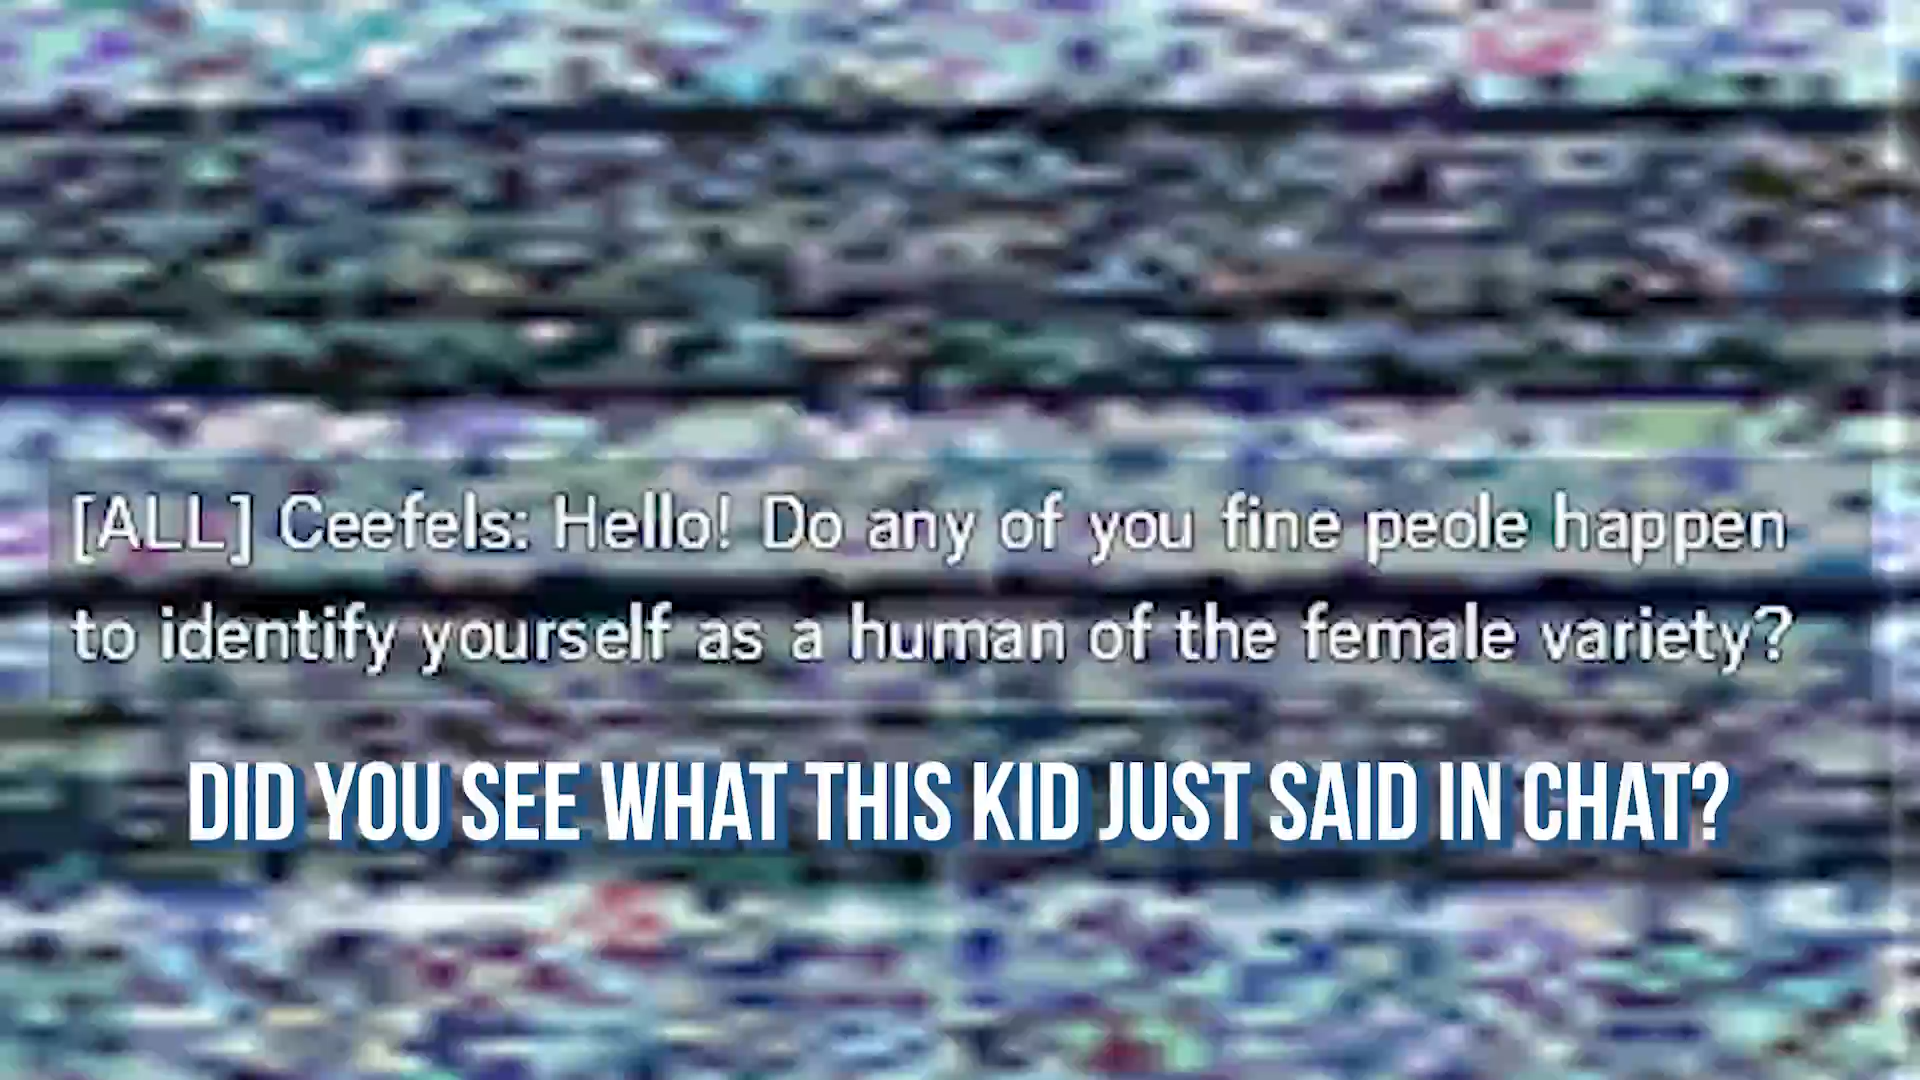 [ALL] Ceefels: Hello! Do any of you fine peole happen
to identify yourself as a human of the female variety?
DID YOU SEE WHAT THIS KID JUST SAID IN CHAT?